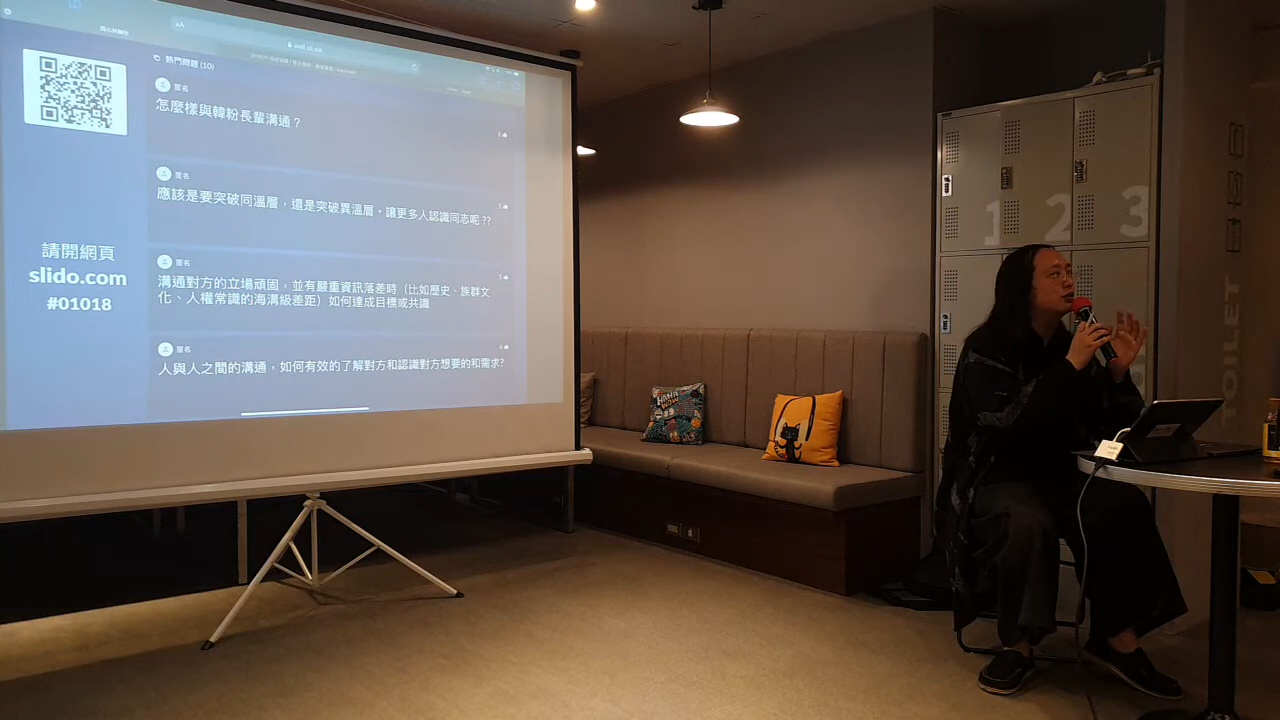 熱門問題 (10)
匿名
怎麼樣與韓粉長輩溝通？
5
匿名
應該是要突破同溫層，還是突破異溫層，讓更多人認識同志呢 ??
5
匿名
溝通對方的立場頑固，並有嚴重資訊落差時（比如歷史、族群文
化、人權常識的海溝級差距）如何達成目標或共識
5
匿名
人與人之間的溝通，如何有效的了解對方和認識對方想要的和需求?
請開網頁
slido.com
#01018
1
2
3
TOILET